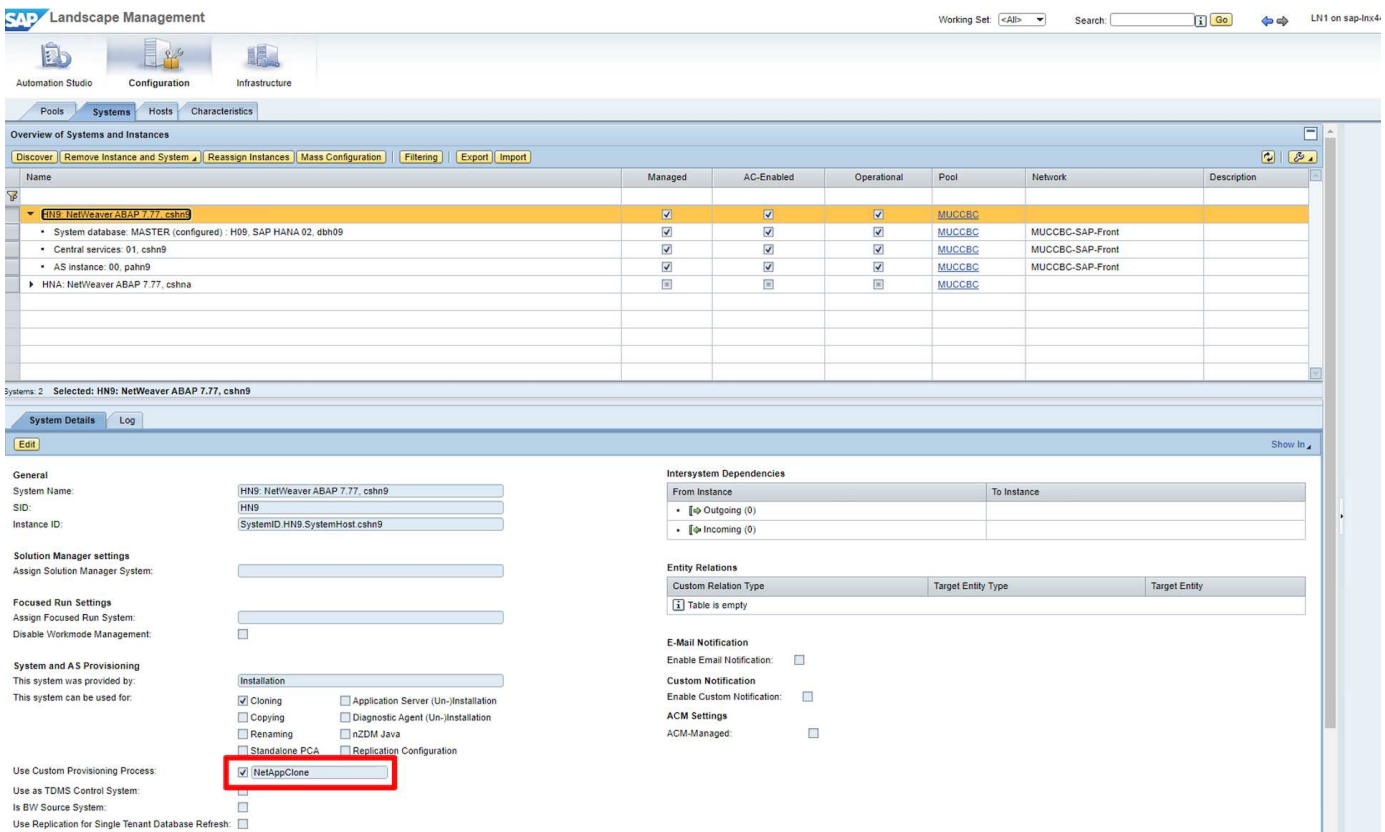 SAP Landscape Management Working Set: <All> Search: Go LN1 on sap-lnx4
Automation Studio Configuration Infrastructure
Pools Systems Hosts Characteristics
Overview of Systems and Instances
Discover Remove Instance and System Reassign Instances Mass Configuration Filtering Export Import
Name Managed AC-Enabled Operational Pool Network Description
HN9: NetWeaver ABAP 7.77, cshn9 MUCCBC
System database: MASTER (configured) : H09, SAP HANA 02, dbh09 MUCCBC MUCCBC-SAP-Front
Central services: 01, cshn9 MUCCBC MUCCBC-SAP-Front
AS instance: 00, pahn9 MUCCBC MUCCBC-SAP-Front
HNA: NetWeaver ABAP 7.77, cshna MUCCBC
Systems: 2 Selected: HN9: NetWeaver ABAP 7.77, cshn9
System Details Log
Edit Show In
General
System Name: HN9: NetWeaver ABAP 7.77, cshn9
SID: HN9
Instance ID: SystemID.HN9.SystemHost.cshn9
Solution Manager settings
Assign Solution Manager System:
Focused Run Settings
Assign Focused Run System:
Disable Workmode Management:
System and AS Provisioning
This system was provided by: Installation
This system can be used for: Cloning Application Server (Un-)Installation
Copying Diagnostic Agent (Un-)Installation
Renaming nZDM Java
Standalone PCA Replication Configuration
Use Custom Provisioning Process: NetAppClone
Use as TDMS Control System:
Is BW Source System:
Use Replication for Single Tenant Database Refresh:
Intersystem Dependencies
From Instance To Instance
Outgoing (0)
Incoming (0)
Entity Relations
Custom Relation Type Target Entity Type Target Entity
Table is empty
E-Mail Notification
Enable Email Notification:
Custom Notification
Enable Custom Notification:
ACM Settings
ACM-Managed: